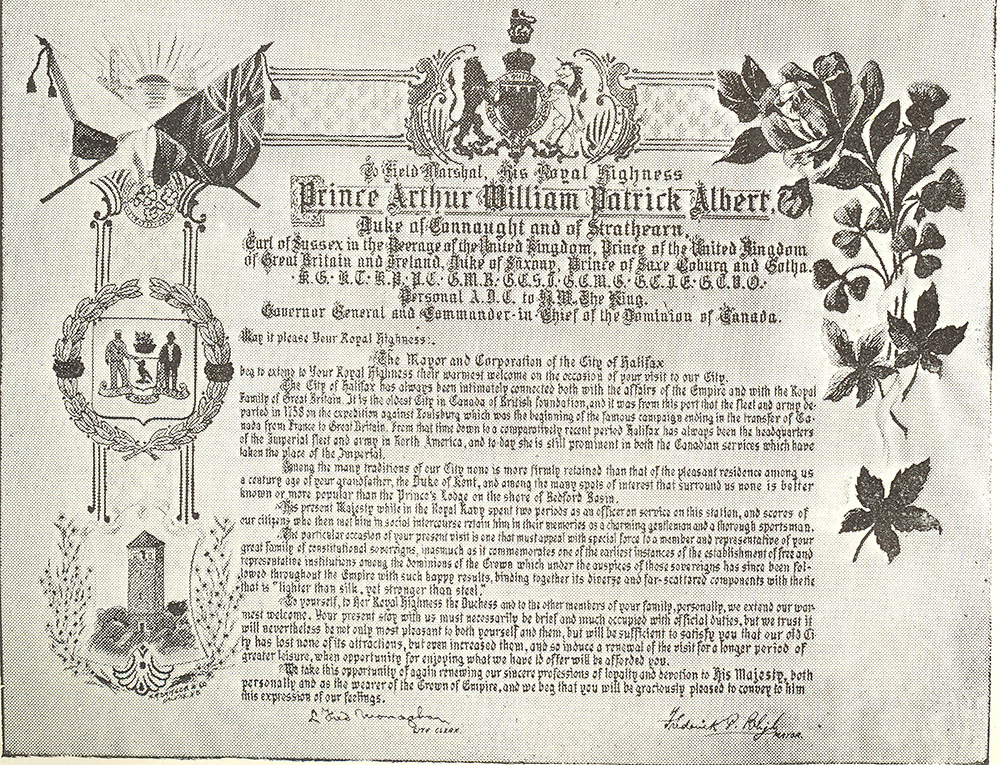 To Field Marshal, His Royal Highness
Prince Arthur William Patrick Albert,
Duke of Connaught and of Strathearn,
Earl of Sussex in the Peerage of the United Kingdom, Prince of the United Kingdom
of Great Britain and Ireland, Duke of Saxony, Prince of Saxe Coburg and Gotha.
K.G. K.T. K.P. P.C. G.M.B. G.C.S.I. G.C.M.G. G.C.I.E. G.C.V.O.
Personal A.D.C. to H.M. The King.
Governor General and Commander-in-Chief of the Dominion of Canada.
May it please Your Royal Highness:
The Mayor and Corporation of the City of Halifax
beg to extend to Your Royal Highness their warmest welcome on the occasion of your visit to our City.
The City of Halifax has always been intimately connected both with the affairs of the Empire and with the Royal
Family of Great Britain. It is the oldest City in Canada of British foundation, and it was from this port that the fleet and army de-
parted in 1758 on the expedition against Louisburg which was the beginning of the famous campaign ending in the transfer of Ca-
nada from France to Great Britain. From that time down to a comparatively recent period Halifax has always been the headquarters
of the Imperial fleet and army in North America, and to day she is still prominent in both the Canadian services which have
taken the place of the Imperial.
Among the many traditions of our City none is more firmly retained than that of the pleasant residence among us
a century ago of your grandfather, the Duke of Kent, and among the many spots of interest that surround us none is better
known or more popular than the Prince's Lodge on the shore of Bedford Basin.
His present Majesty while in the Royal Navy spent two periods as an officer on service on this station, and scores of
our citizens who then met him in social intercourse retain him in their memories as a charming gentleman and a thorough sportsman.
The particular occasion of your present visit is one that must appeal with special force to a member and representative of your
great family of constitutional sovereigns, inasmuch as it commemorates one of the earliest instances of the establishment of free and
representative institutions among the dominions of the Crown which under the auspices of those sovereigns has since been fol-
lowed throughout the Empire with such happy results, binding together its diverse and far-scattered components with the tie
that is "lighter than silk, yet stronger than steel."
To yourself, to Her Royal Highness the Duchess and to the other members of your family, personally, we extend our war-
mest welcome. Your present stay with us must necessarily be brief and much occupied with official duties, but we trust it
will nevertheless be not only most pleasant to both yourself and them, but will be sufficient to satisfy you that our old Ci
ty has lost none of its attractions, but even increased them, and so induce a renewal of the visit for a longer period of
greater leisure, when opportunity for enjoying what we have to offer will be afforded you.
We take this opportunity of again renewing our sincere professions of loyalty and devotion to His Majesty, both
personally and as the wearer of the Crown of Empire, and we beg that you will be graciously pleased to convey to him
this expression of our feelings.
L Fred Monaghan
CITY CLERK.
Frederick P. Bligh
MAYOR.